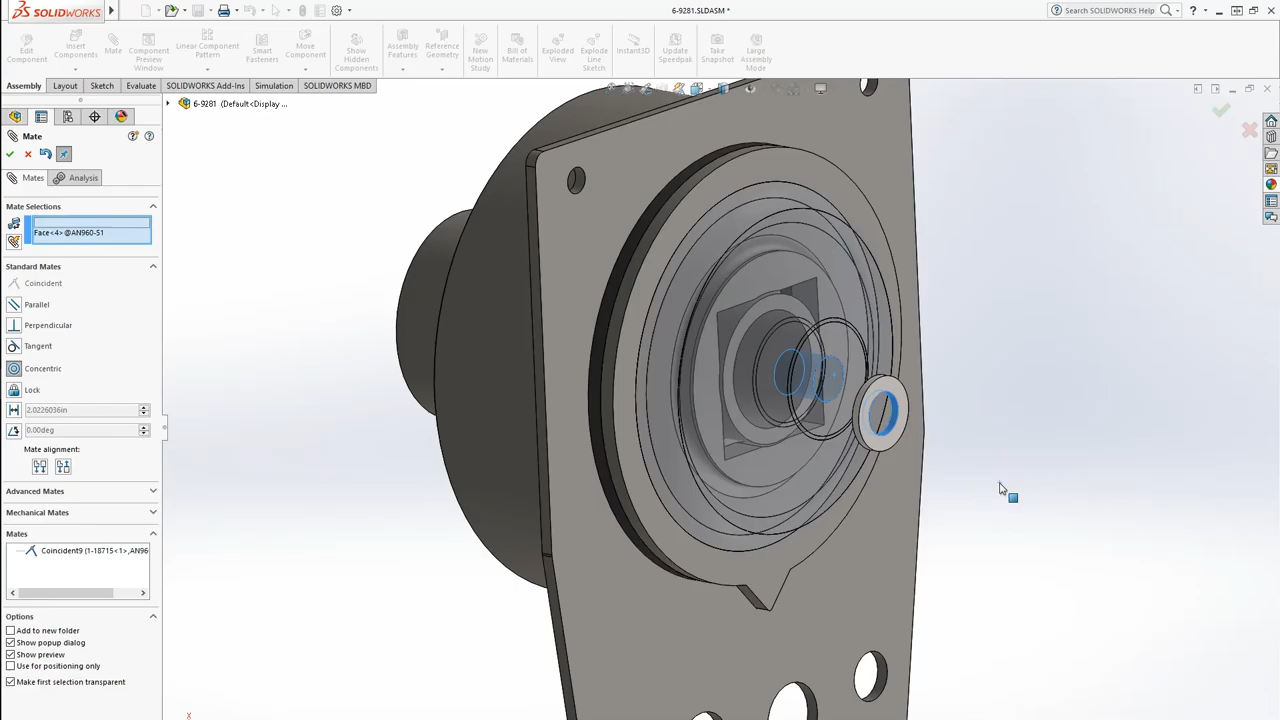 SOLIDWORKS
6-9281.SLDASM *
Search SOLIDWORKS Help
Edit Component
Insert Components
Mate
Component Preview Window
Linear Component Pattern
Smart Fasteners
Move Component
Show Hidden Components
Assembly Features
Reference Geometry
New Motion Study
Bill of Materials
Exploded View
Explode Line Sketch
Instant3D
Update Speedpak
Take Snapshot
Large Assembly Mode
Assembly
Layout
Sketch
Evaluate
SOLIDWORKS Add-Ins
Simulation
SOLIDWORKS MBD
6-9281 (Default<Display ...
Mate
Mates
Analysis
Mate Selections
Face<4>@AN960-51
Standard Mates
Coincident
Parallel
Perpendicular
Tangent
Concentric
Lock
2.0226036in
0.00deg
Mate alignment:
Advanced Mates
Mechanical Mates
Mates
Coincident9 (1-18715<1>,AN96
Options
Add to new folder
Show popup dialog
Show preview
Use for positioning only
Make first selection transparent
x